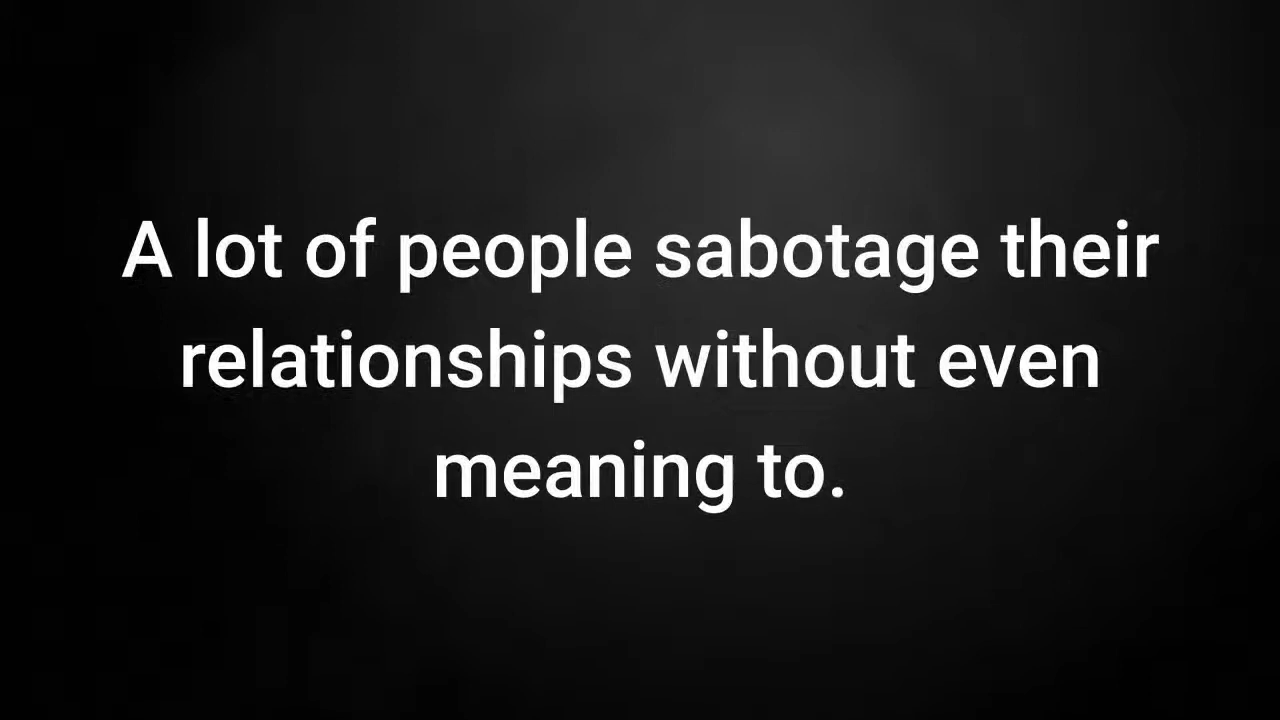 A lot of people sabotage their
relationships without even
meaning to.